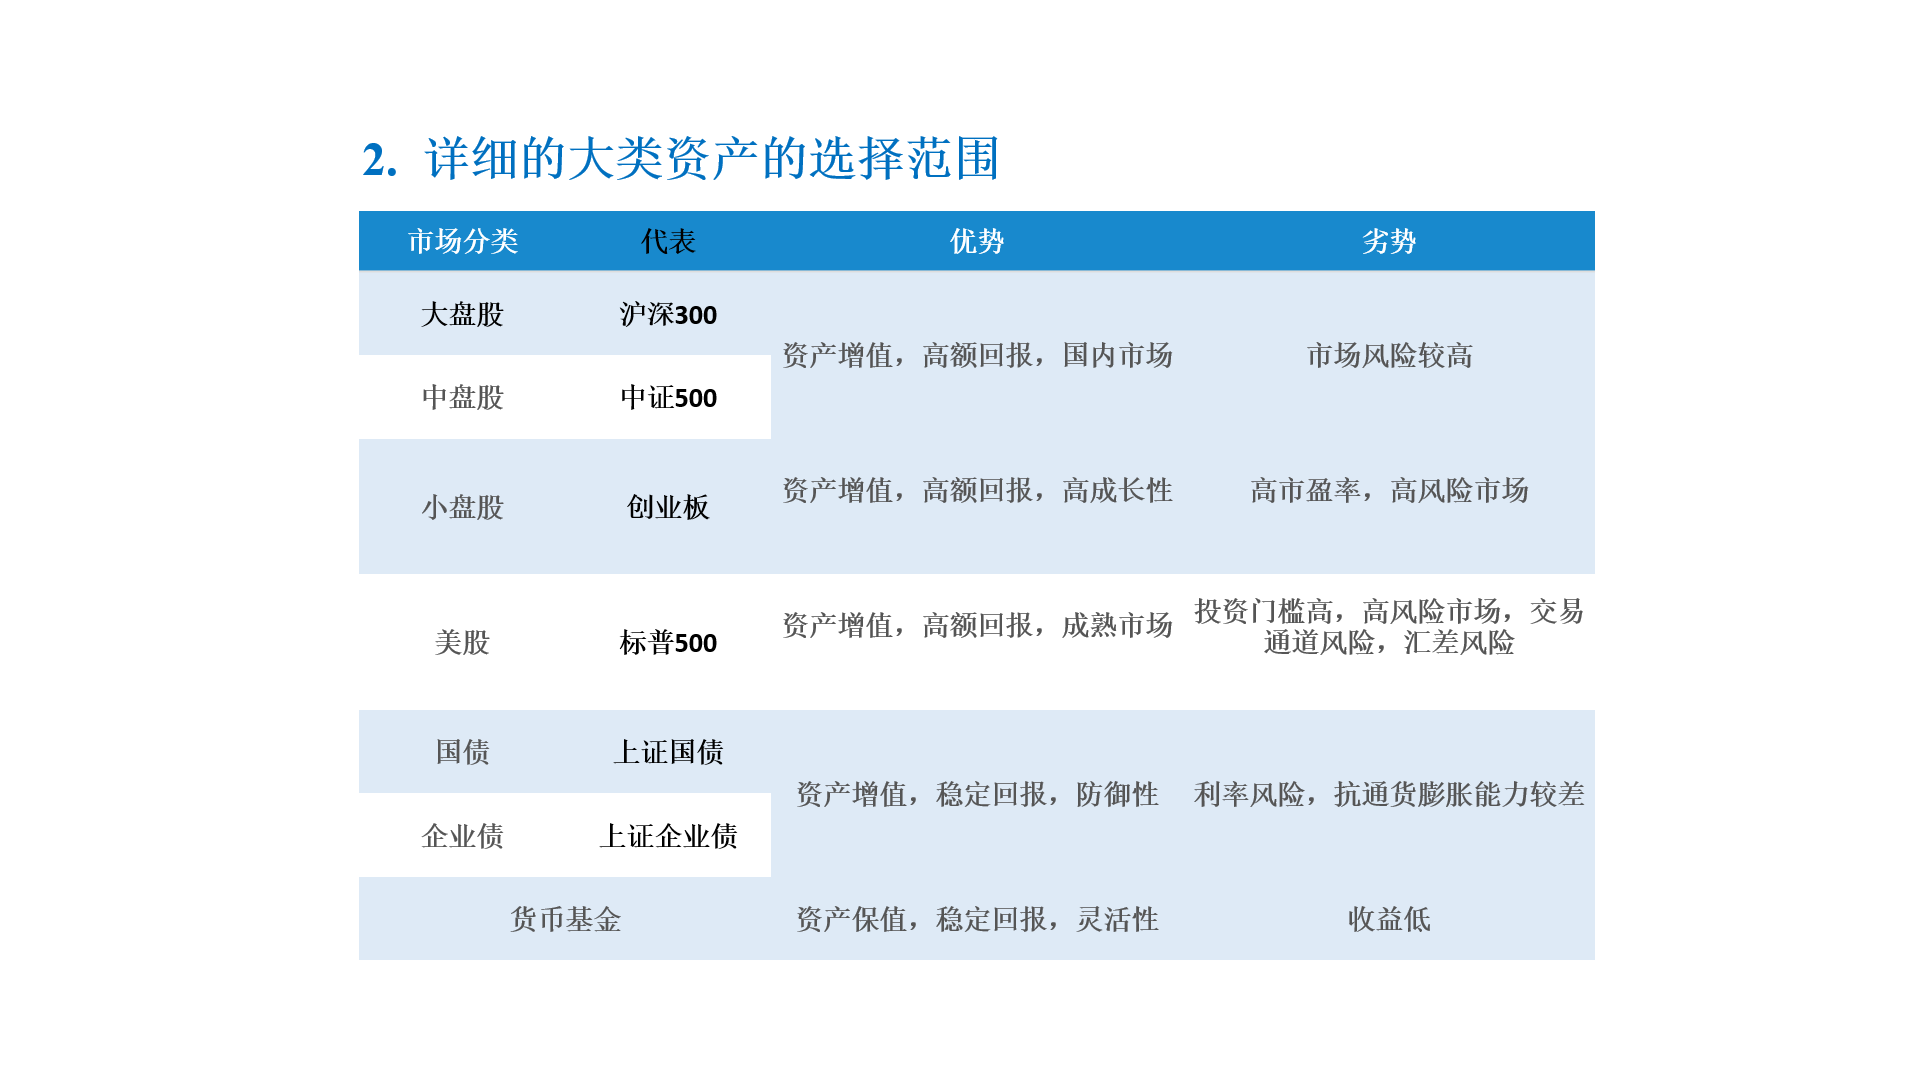 2. 详细的大类资产的选择范围
市场分类 代表 优势 劣势
大盘股 沪深300
资产增值，高额回报，国内市场 市场风险较高
中盘股 中证500
小盘股 创业板 资产增值，高额回报，高成长性 高市盈率，高风险市场
美股 标普500 资产增值，高额回报，成熟市场 投资门槛高，高风险市场，交易
通道风险，汇差风险
国债 上证国债
资产增值，稳定回报，防御性 利率风险，抗通货膨胀能力较差
企业债 上证企业债
货币基金 资产保值，稳定回报，灵活性 收益低